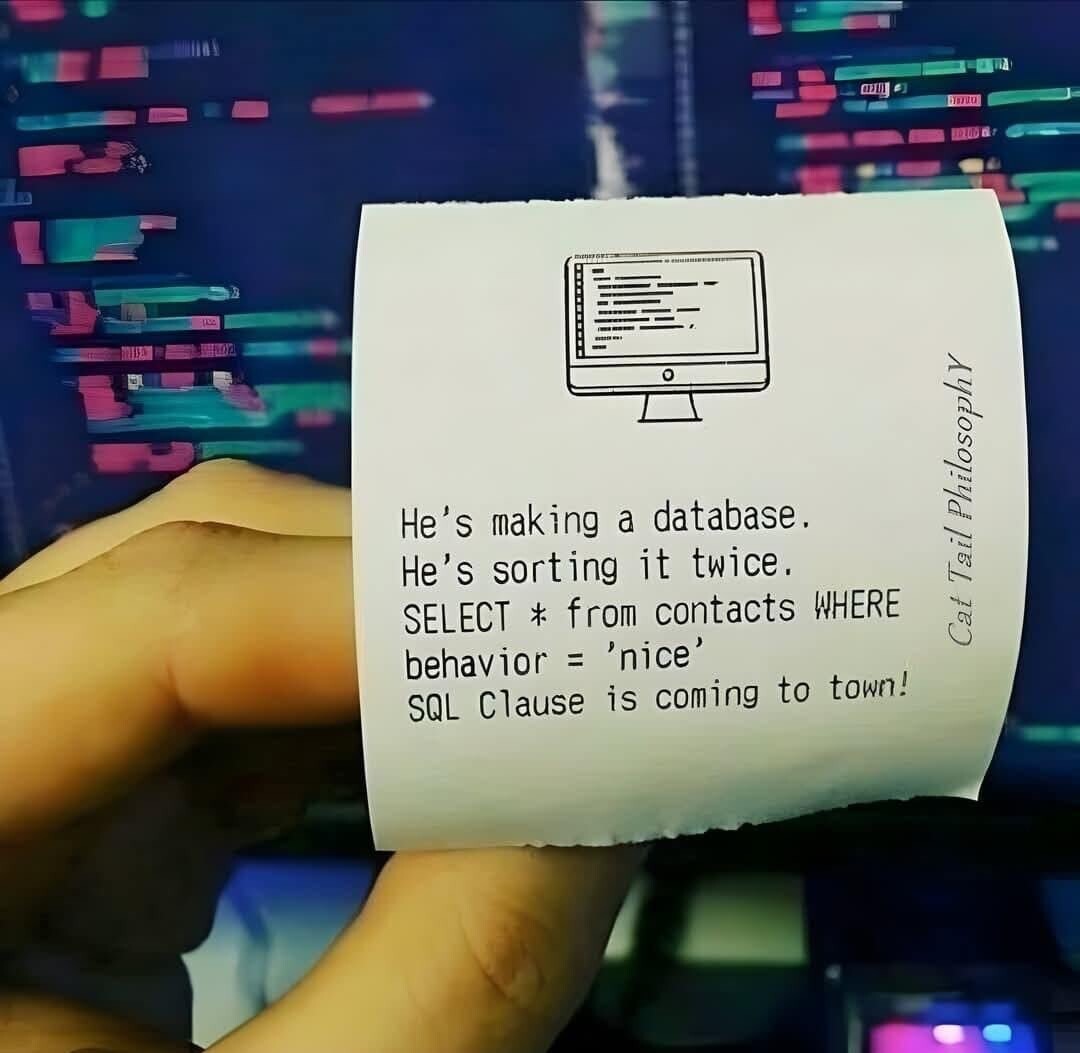 He's making a database.
He's sorting it twice.
SELECT * from contacts WHERE
behavior = 'nice'
SQL Clause is coming to town!
Cat Tail Philosophy